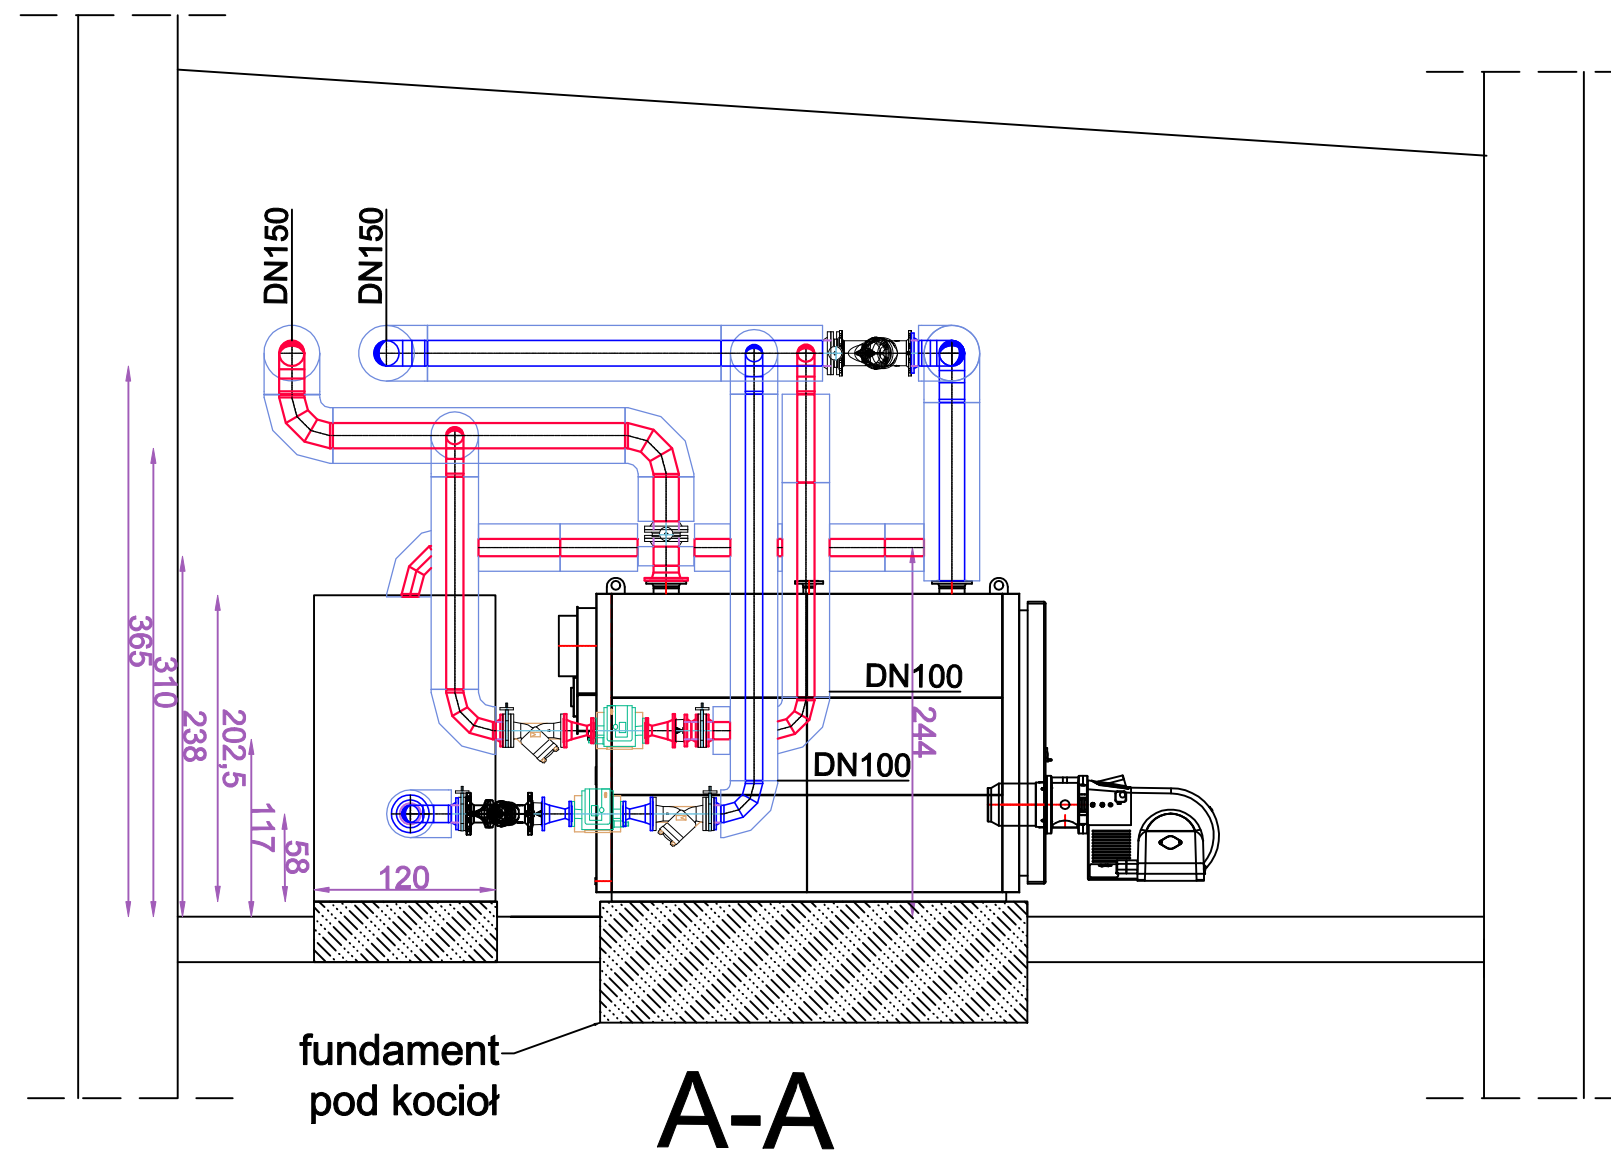 DN150
DN150
DN100
DN100
365
310
238
202,5
117
58
244
120
fundament
pod kocioł
A-A